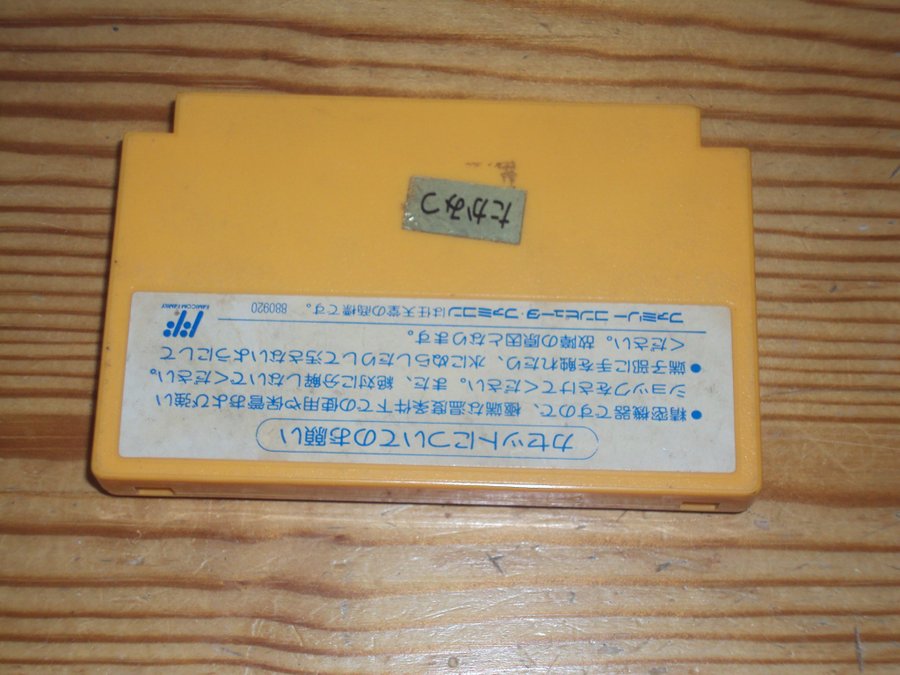 カセットについてのお願い
●精密機器ですので、極端な温度条件下での使用や保管および強い
ショックをさけてください。また、絶対に分解しないでください。
●端子部に手を触れたり、水にぬらしたりして汚さないようにして
ください。故障の原因となります。
ファミリーコンピュータ ファミコンは任天堂の商標です。 880920
FAMICOM FAMILY
たかみつ